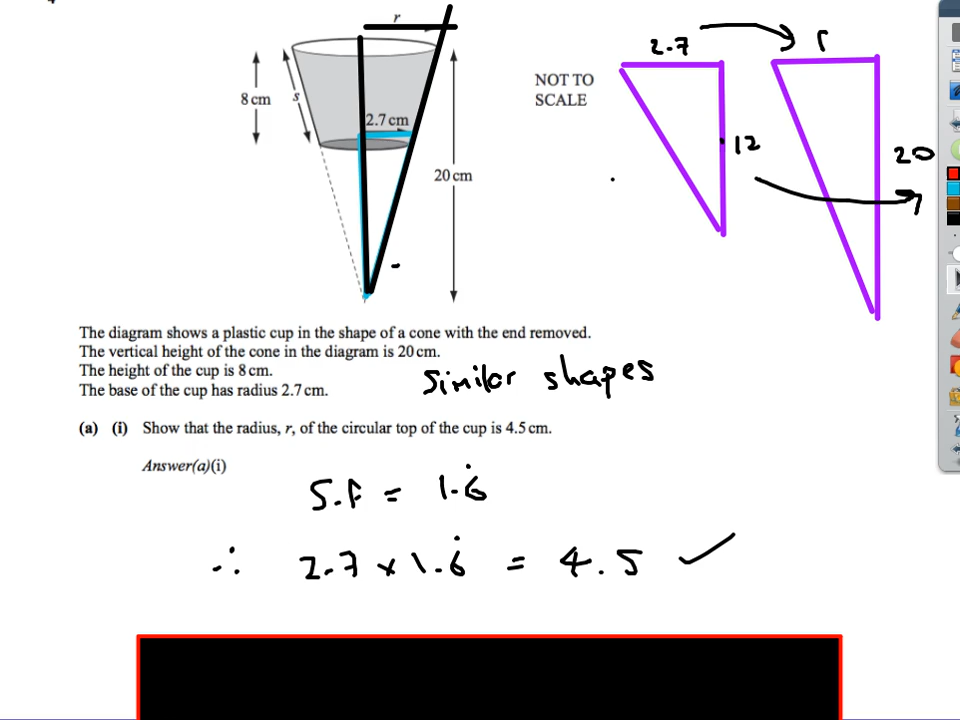 r
2.7
r
NOT TO
SCALE
8 cm
s
2.7 cm
12
20
20 cm
The diagram shows a plastic cup in the shape of a cone with the end removed.
The vertical height of the cone in the diagram is 20 cm.
The height of the cup is 8 cm.
The base of the cup has radius 2.7 cm.
Similar shapes
(a) (i) Show that the radius, r, of the circular top of the cup is 4.5 cm.
Answer(a)(i)
S.F = 1.6̇
∴ 2.7 × 1.6̇ = 4.5 ✓